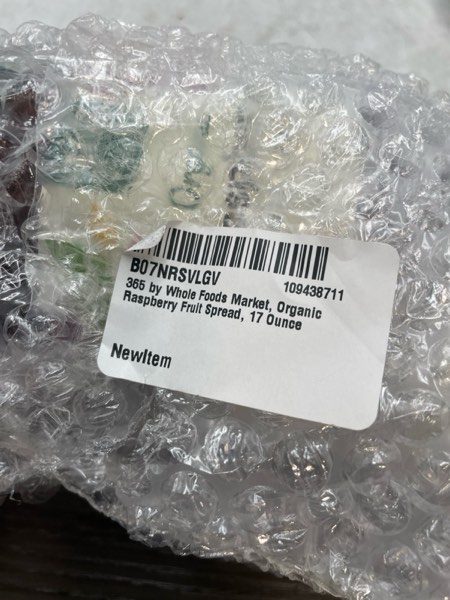 B07NRSVLGV 109438711
365 by Whole Foods Market, Organic
Raspberry Fruit Spread, 17 Ounce
NewItem